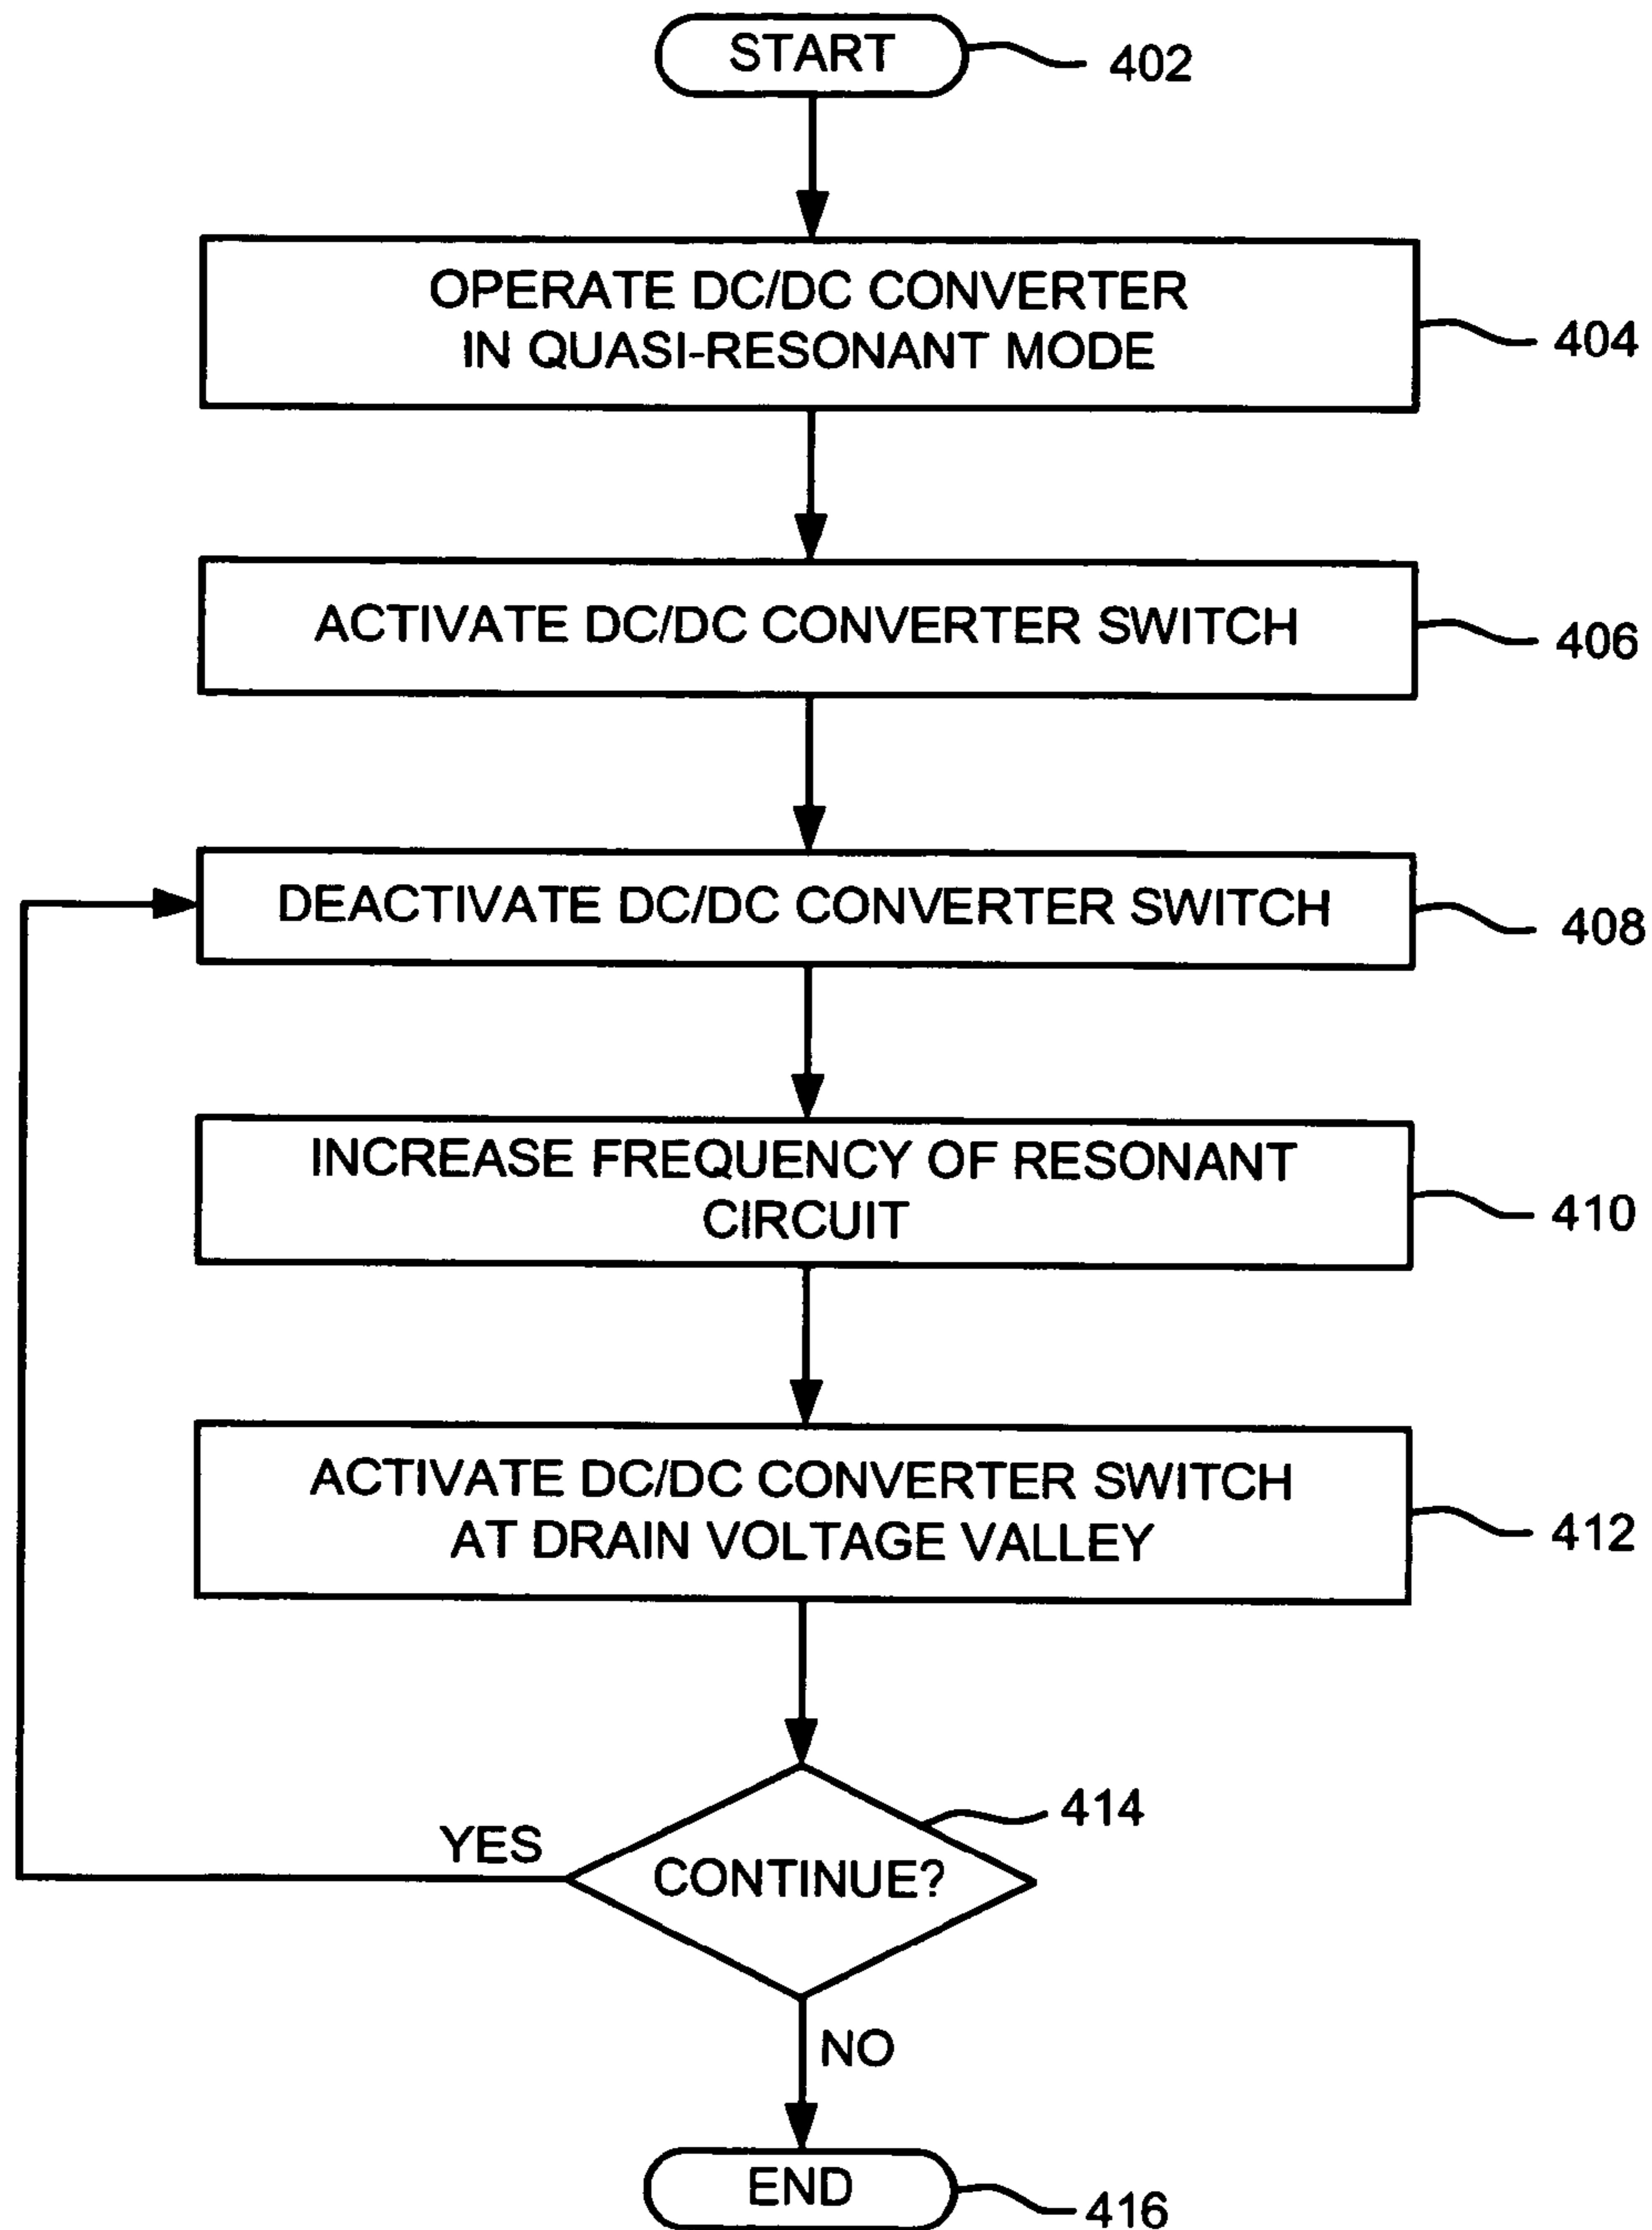 START
402
OPERATE DC/DC CONVERTER
IN QUASI-RESONANT MODE
404
ACTIVATE DC/DC CONVERTER SWITCH
406
DEACTIVATE DC/DC CONVERTER SWITCH
408
INCREASE FREQUENCY OF RESONANT
CIRCUIT
410
ACTIVATE DC/DC CONVERTER SWITCH
AT DRAIN VOLTAGE VALLEY
412
414
YES
CONTINUE?
NO
END
416